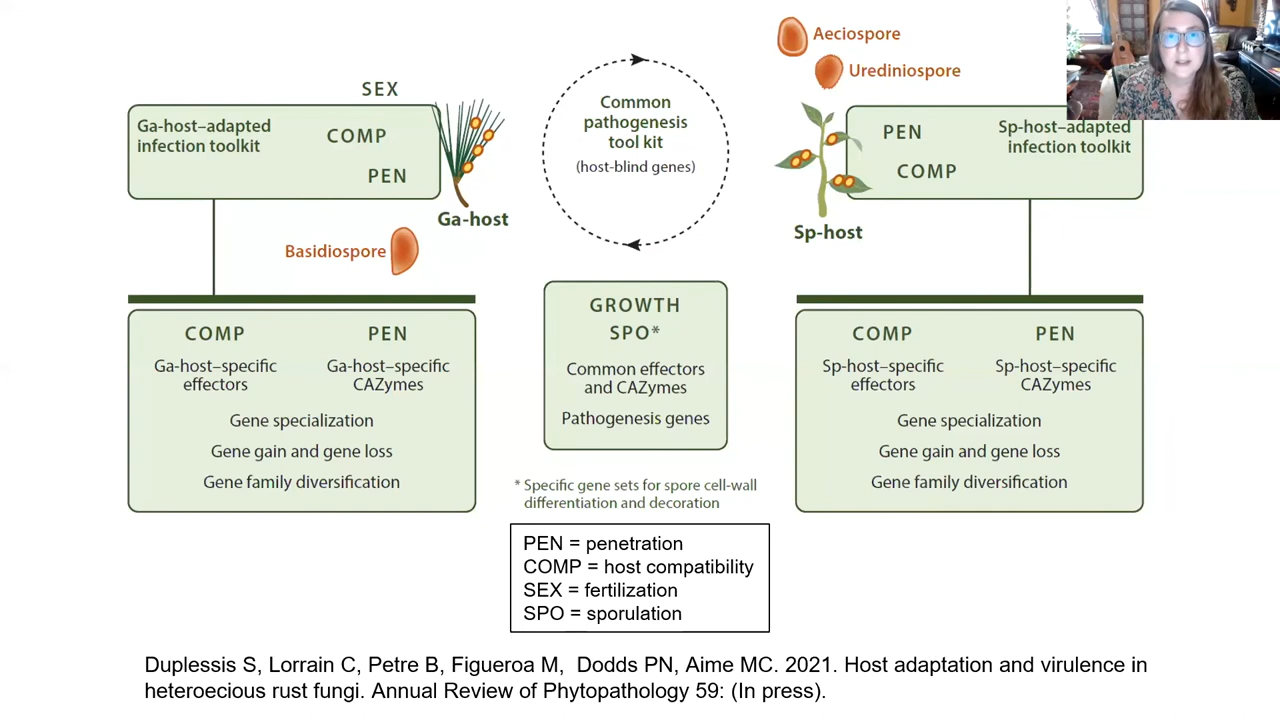 Aeciospore
Urediniospore
SEX
Ga-host–adapted
infection toolkit
COMP
PEN
Ga-host
Basidiospore
Common
pathogenesis
tool kit
(host-blind genes)
PEN
COMP
Sp-host–adapted
infection toolkit
Sp-host
COMP
PEN
Ga-host–specific
effectors
Ga-host–specific
CAZymes
Gene specialization
Gene gain and gene loss
Gene family diversification
GROWTH
SPO*
Common effectors
and CAZymes
Pathogenesis genes
* Specific gene sets for spore cell-wall
differentiation and decoration
COMP
PEN
Sp-host–specific
effectors
Sp-host–specific
CAZymes
Gene specialization
Gene gain and gene loss
Gene family diversification
PEN = penetration
COMP = host compatibility
SEX = fertilization
SPO = sporulation
Duplessis S, Lorrain C, Petre B, Figueroa M, Dodds PN, Aime MC. 2021. Host adaptation and virulence in
heteroecious rust fungi. Annual Review of Phytopathology 59: (In press).